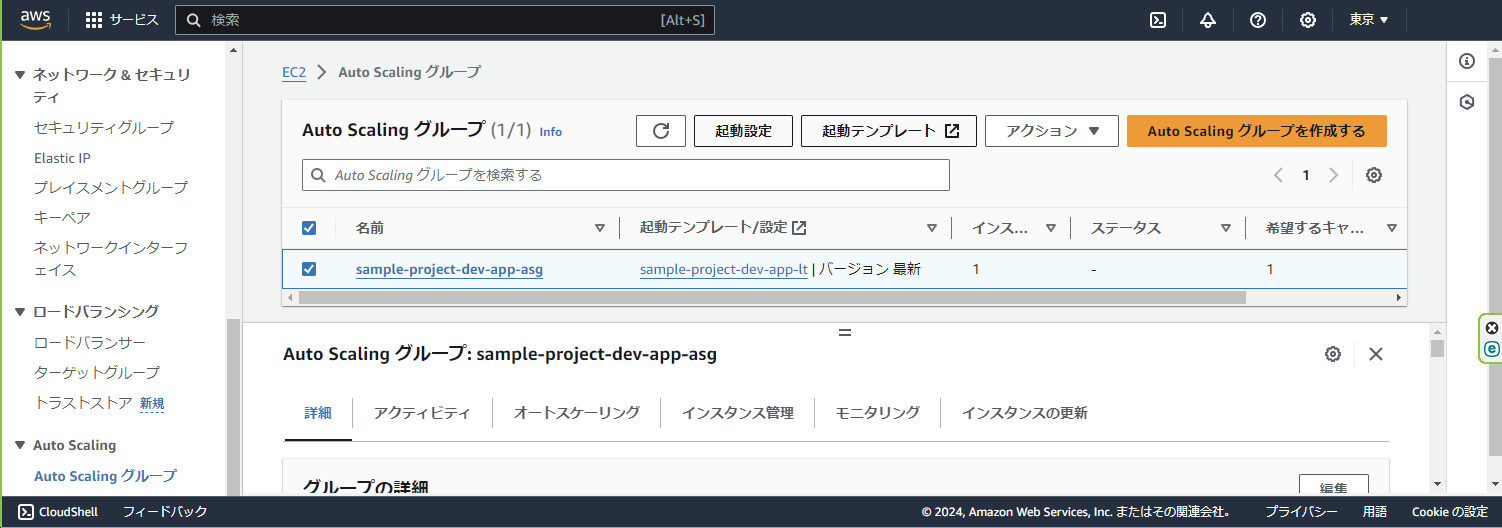 aws
サービス
検索
[Alt+S]
東京
ネットワーク & セキュリ
ティ
セキュリティグループ
Elastic IP
プレイスメントグループ
キーペア
ネットワークインターフ
ェイス
ロードバランシング
ロードバランサー
ターゲットグループ
トラストストア 新規
Auto Scaling
Auto Scaling グループ
EC2 > Auto Scaling グループ
Auto Scaling グループ (1/1) Info
起動設定
起動テンプレート
アクション
Auto Scaling グループを作成する
Auto Scaling グループを検索する
1
名前 起動テンプレート/設定 インス... ステータス 希望するキャ...
sample-project-dev-app-asg sample-project-dev-app-lt | バージョン 最新 1 - 1
Auto Scaling グループ: sample-project-dev-app-asg
詳細 アクティビティ オートスケーリング インスタンス管理 モニタリング インスタンスの更新
グループの詳細
編集
CloudShell フィードバック © 2024, Amazon Web Services, Inc. またはその関連会社。 プライバシー 用語 Cookie の設定